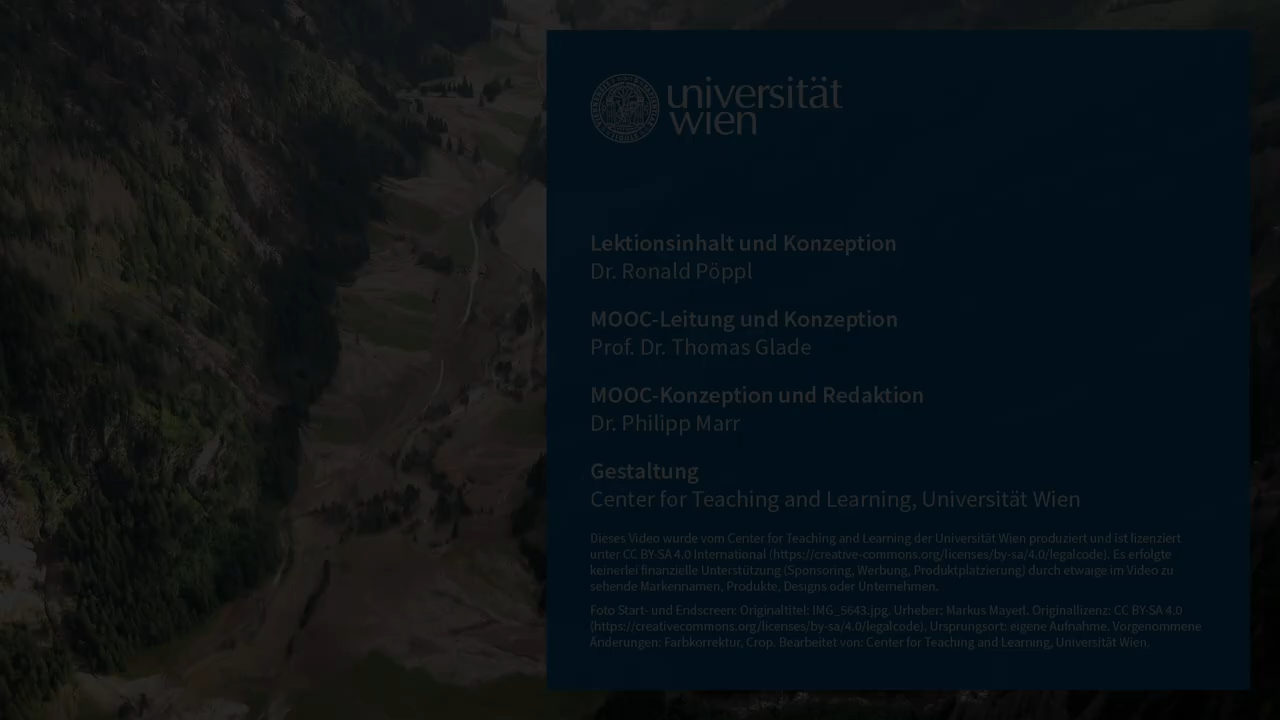 universität
wien
Lektionsinhalt und Konzeption
Dr. Ronald Pöppl
MOOC-Leitung und Konzeption
Prof. Dr. Thomas Glade
MOOC-Konzeption und Redaktion
Dr. Philipp Marr
Gestaltung
Center for Teaching and Learning, Universität Wien
Dieses Video wurde vom Center for Teaching and Learning der Universität Wien produziert und ist lizenziert
unter CC BY-SA 4.0 International (https://creative-commons.org/licenses/by-sa/4.0/legalcode). Es erfolgte
keinerlei finanzielle Unterstützung (Sponsoring, Werbung, Produktplatzierung) durch etwaige im Video zu
sehende Markennamen, Produkte, Designs oder Unternehmen.
Foto Start- und Endscreen: Originaltitel: IMG_5643.jpg. Urheber: Markus Mayerl. Originallizenz: CC BY-SA 4.0
(https://creativecommons.org/licenses/by-sa/4.0/legalcode), Ursprungsort: eigene Aufnahme. Vorgenommene
Änderungen: Farbkorrektur, Crop. Bearbeitet von: Center for Teaching and Learning, Universität Wien.